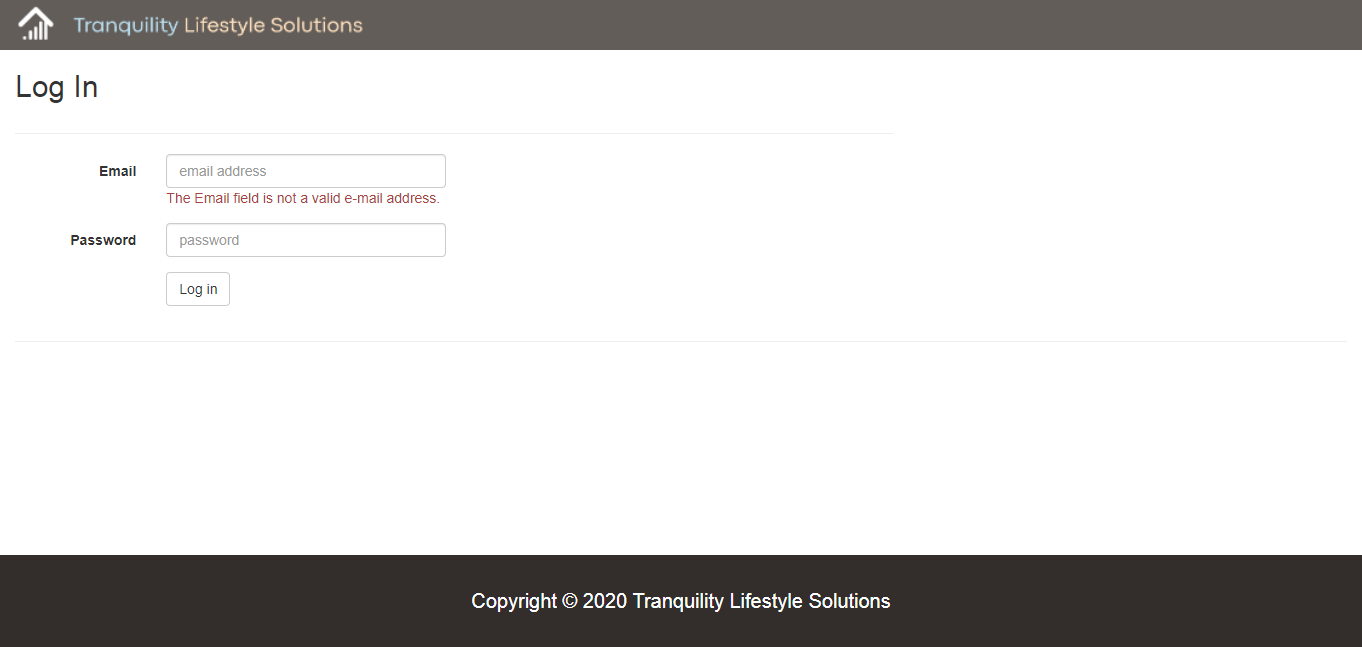 Tranquility Lifestyle Solutions
Log In
Email
email address
The Email field is not a valid e-mail address.
Password
password
Log in
Copyright © 2020 Tranquility Lifestyle Solutions